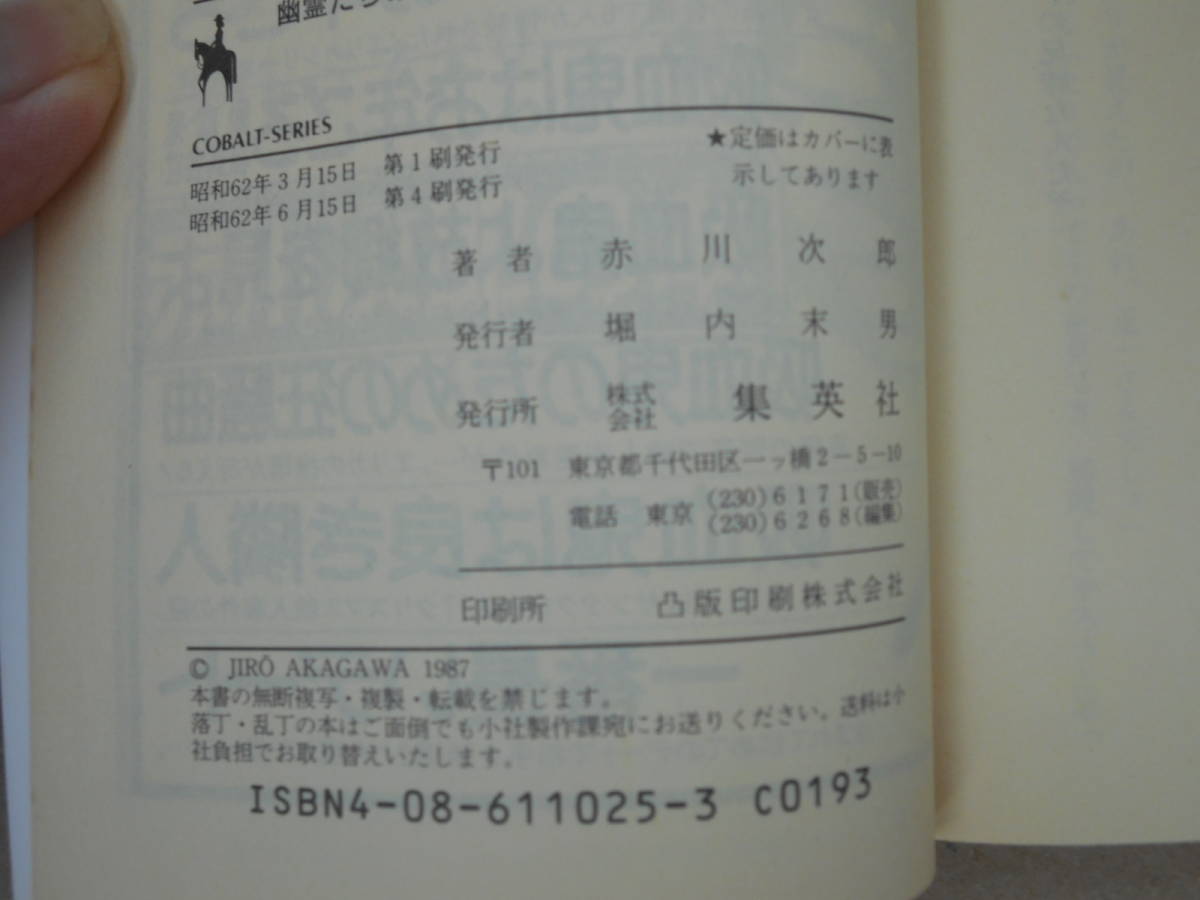 幽霊たち
COBALT-SERIES
昭和62年3月15日 第1刷発行
昭和62年6月15日 第4刷発行
★定価はカバーに表
示してあります
著者 赤川次郎
発行者 堀内末男
発行所 株式会社 集英社
〒101 東京都千代田区一ッ橋2-5-10
電話 東京 (230)6171(販売)
(230)6268(編集)
印刷所 凸版印刷株式会社
© JIRŌ AKAGAWA 1987
本書の無断複写・複製・転載を禁じます。
落丁・乱丁の本はご面倒でも小社製作課宛にお送りください。送料は小
社負担でお取り替えいたします。
ISBN4-08-611025-3 C0193